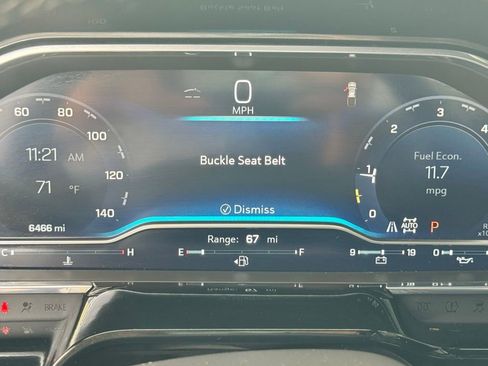 0
MPH
60 80
100
120
140
11:21 AM
71 °F
6466 mi
Buckle Seat Belt
Dismiss
2 3 4
1
0
Fuel Econ.
11.7
mpg
AUTO
P
Range: 67 mi
C H
E F
9 19
0
BRAKE